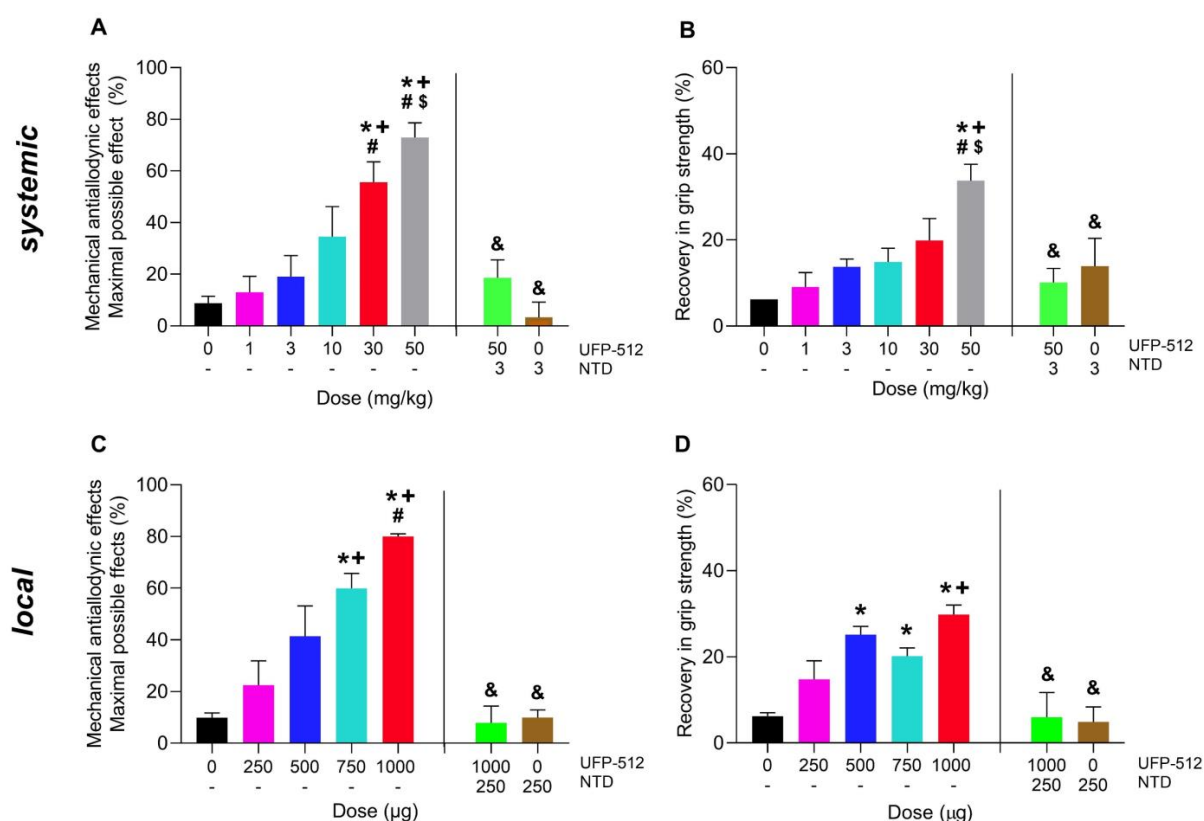 systemic
A
Mechanical antiallodynic effects
Maximal possible effect (%)
100
80
60
40
20
0
*+
#
*+
# $
&
&
0 1 3 10 30 50 50 0 UFP-512
- - - - - - 3 3 NTD
Dose (mg/kg)
B
Recovery in grip strength (%)
60
40
20
0
*+
# $
&
&
0 1 3 10 30 50 50 0 UFP-512
- - - - - - 3 3 NTD
Dose (mg/kg)
local
C
Mechanical antiallodynic effects
Maximal possible ffects (%)
100
80
60
40
20
0
*+
*+
#
&
&
0 250 500 750 1000 1000 0 UFP-512
- - - - - 250 250 NTD
Dose (µg)
D
Recovery in grip strength (%)
60
40
20
0
*
*
*+
&
&
0 250 500 750 1000 1000 0 UFP-512
- - - - - 250 250 NTD
Dose (µg)